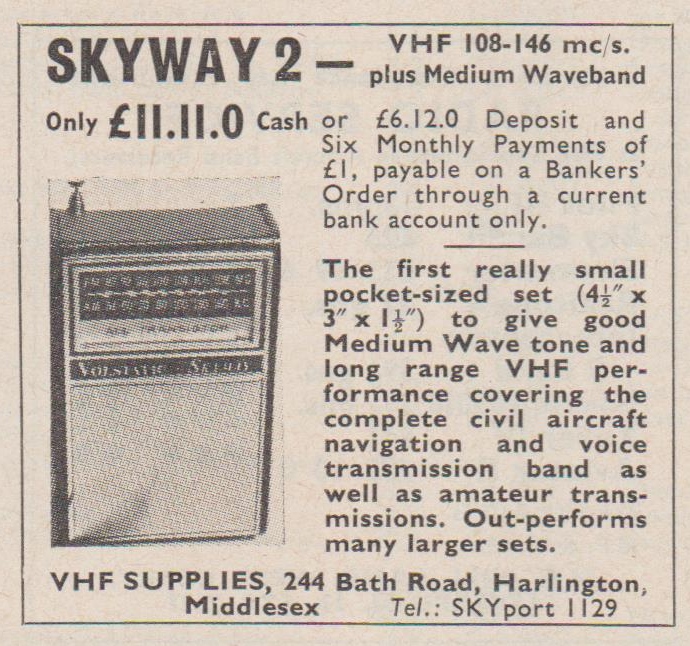 SKYWAY 2 — VHF 108-146 mc/s.
plus Medium Waveband
Only £11.11.0 Cash or £6.12.0 Deposit and
Six Monthly Payments of
£1, payable on a Bankers'
Order through a current
bank account only.
The first really small
pocket-sized set (4½″ x
3″ x 1½″) to give good
Medium Wave tone and
long range VHF per-
formance covering the
complete civil aircraft
navigation and voice
transmission band as
well as amateur trans-
missions. Out-performs
many larger sets.
TRANSISTOR
VOLSTATIC SKYWAY
VHF SUPPLIES, 244 Bath Road, Harlington,
Middlesex Tel.: SKYport 1129